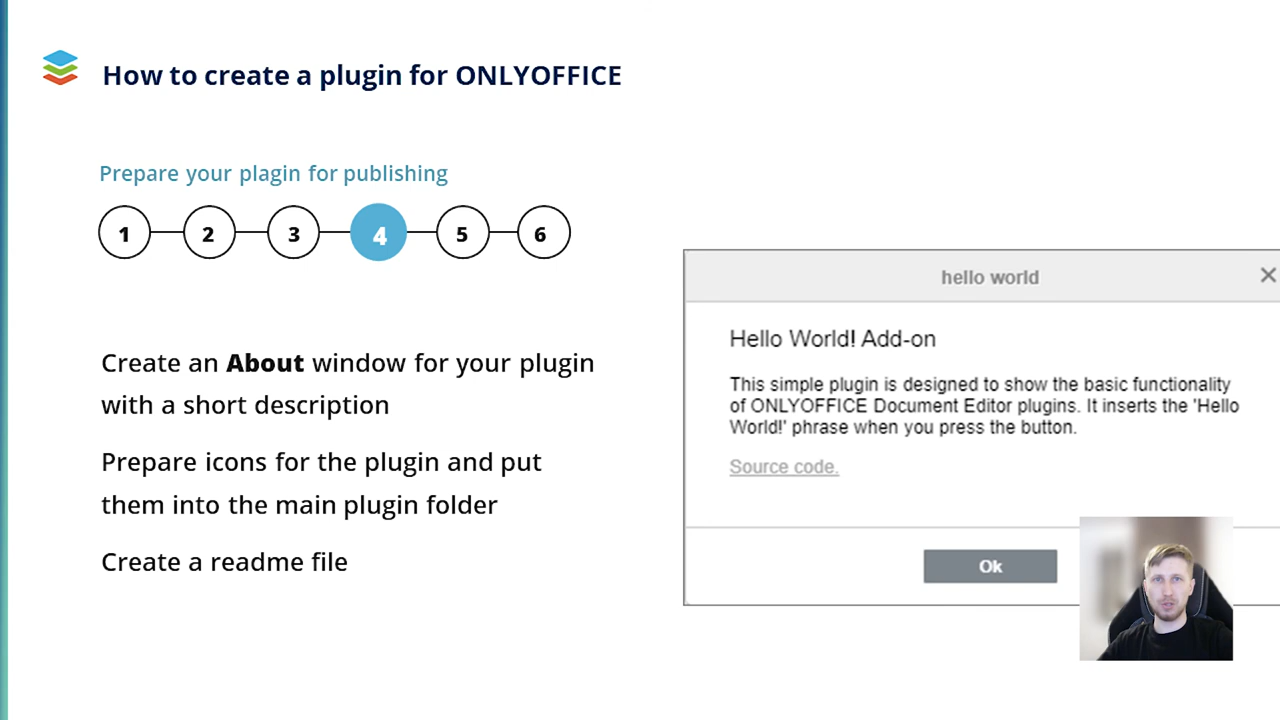 How to create a plugin for ONLYOFFICE
Prepare your plagin for publishing
1 2 3 4 5 6
Create an About window for your plugin
with a short description
Prepare icons for the plugin and put
them into the main plugin folder
Create a readme file
hello world
Hello World! Add-on
This simple plugin is designed to show the basic functionality
of ONLYOFFICE Document Editor plugins. It inserts the 'Hello
World!' phrase when you press the button.
Source code.
Ok